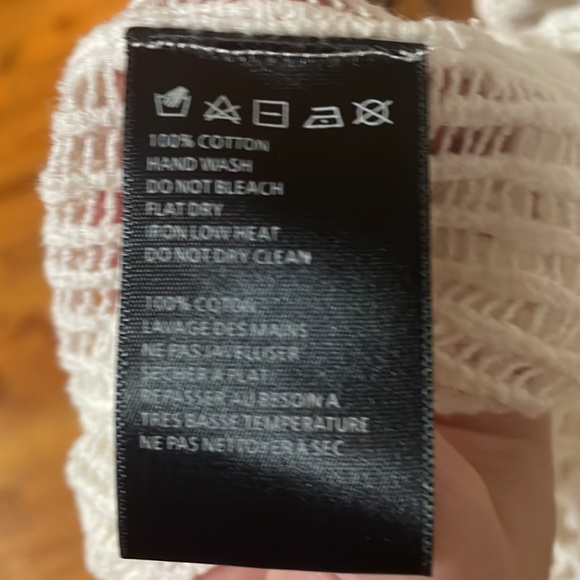 100% COTTON
HAND WASH
DO NOT BLEACH
FLAT DRY
IRON LOW HEAT
DO NOT DRY CLEAN
100% COTON
LAVAGE DES MAINS
NE PAS JAVELLISER
SECHER A PLAT
REPASSER AU BESOIN A
TRES BASSE TEMPERATURE
NE PAS NETTOYER A SEC